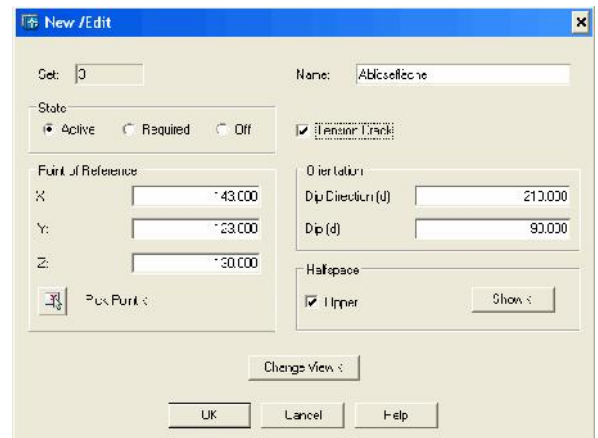 New /Edit
Set: 0
Name: Ablösefläche
State
Active Required Off
Tension Crack
Point of Reference
X: 143.000
Y: 123.000
Z: 130.000
Pick Point <
Orientation
Dip Direction (d) 210.000
Dip (d) 90.000
Halfspace
Upper
Show <
Change View <
OK Cancel Help